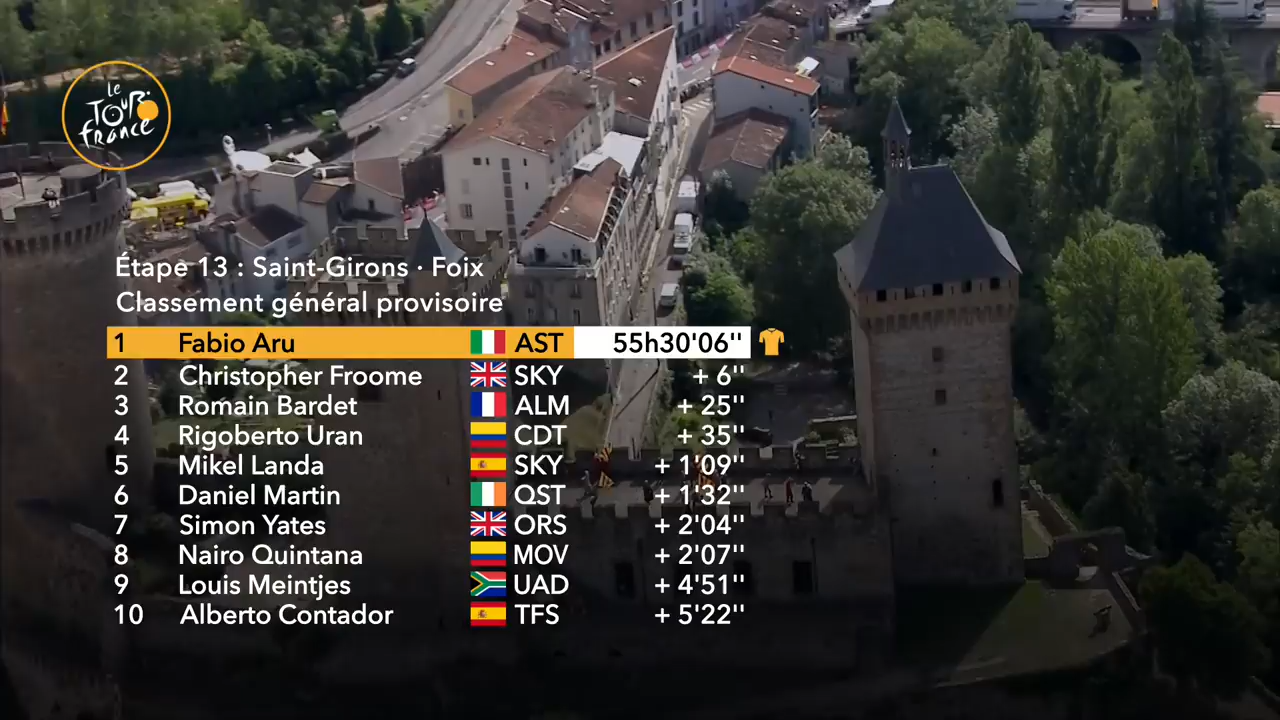 le
TOUR
de
france
Étape 13 : Saint-Girons · Foix
Classement général provisoire
1 Fabio Aru AST 55h30'06''
2 Christopher Froome SKY + 6''
3 Romain Bardet ALM + 25''
4 Rigoberto Uran CDT + 35''
5 Mikel Landa SKY + 1'09''
6 Daniel Martin QST + 1'32''
7 Simon Yates ORS + 2'04''
8 Nairo Quintana MOV + 2'07''
9 Louis Meintjes UAD + 4'51''
10 Alberto Contador TFS + 5'22''